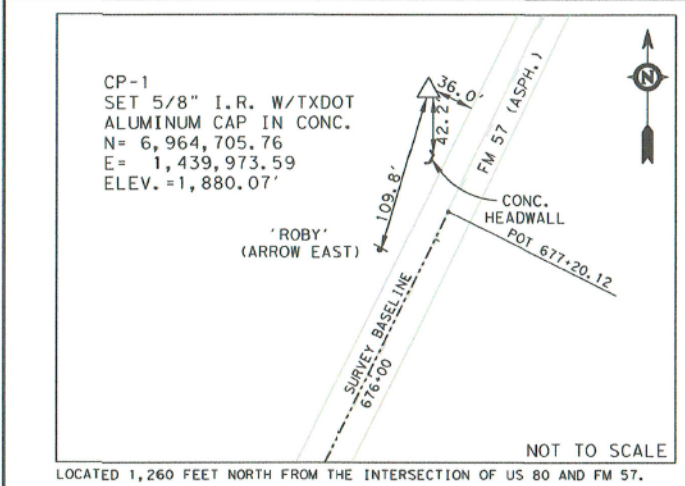 CP-1
SET 5/8" I.R. W/TXDOT
ALUMINUM CAP IN CONC.
N= 6,964,705.76
E= 1,439,973.59
ELEV.=1,880.07'
36.0'
42.2'
109.8'
FM 57 (ASPH.)
N
CONC.
HEADWALL
'ROBY'
(ARROW EAST)
POT 677+20.12
SURVEY BASELINE
676+00
NOT TO SCALE
LOCATED 1,260 FEET NORTH FROM THE INTERSECTION OF US 80 AND FM 57.